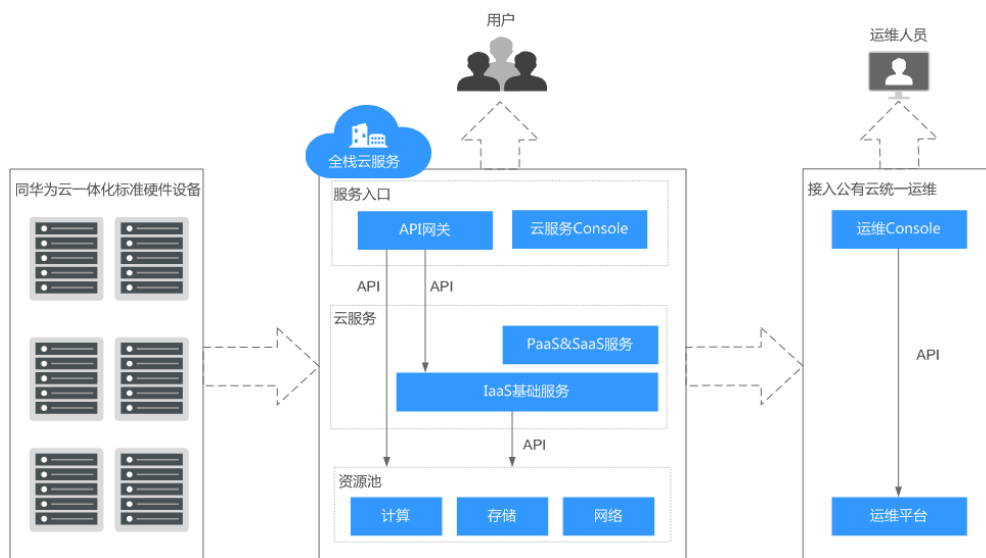 用户
运维人员
全栈云服务
同华为云一体化标准硬件设备
服务入口
API网关
云服务Console
API
API
云服务
PaaS&SaaS服务
IaaS基础服务
API
资源池
计算
存储
网络
接入公有云统一运维
运维Console
API
运维平台